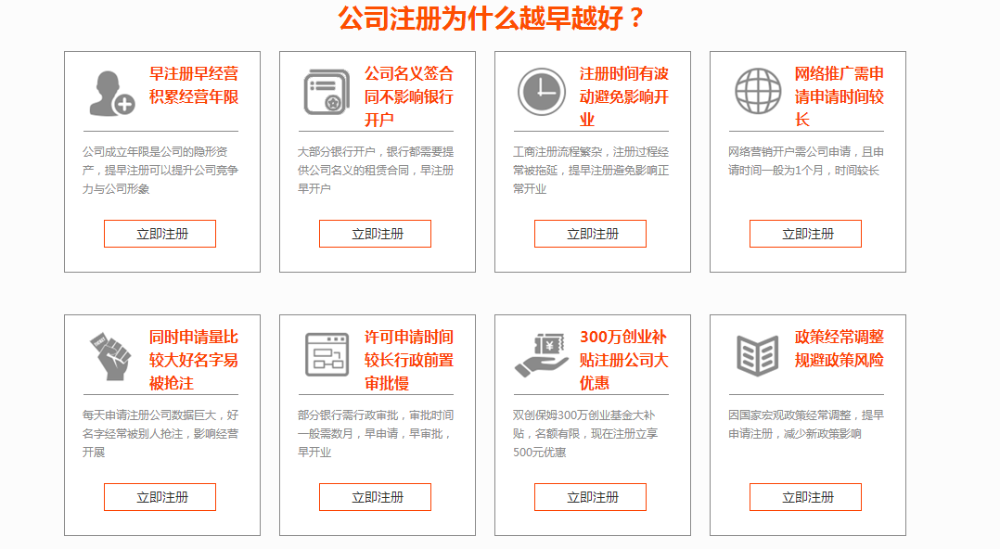 公司注册为什么越早越好？
早注册早经营
积累经营年限
公司成立年限是公司的隐形资
产，提早注册可以提升公司竞争
力与公司形象
立即注册
公司名义签合
同不影响银行
开户
大部分银行开户，银行都需要提
供公司名义的租赁合同，早注册
早开户
立即注册
注册时间有波
动避免影响开
业
工商注册流程繁杂，注册过程经
常被拖延，提早注册避免影响正
常开业
立即注册
网络推广需申
请申请时间较
长
网络营销开户需公司申请，且申
请时间一般为1个月，时间较长
立即注册
同时申请量比
较大好名字易
被抢注
每天申请注册公司数据巨大，好
名字经常被别人抢注，影响经营
开展
立即注册
许可申请时间
较长行政前置
审批慢
部分银行需行政审批，审批时间
一般需数月，早申请，早审批，
早开业
立即注册
300万创业补
贴注册公司大
优惠
双创保姆300万创业基金大补
贴，名额有限，现在注册立享
500元优惠
立即注册
政策经常调整
规避政策风险
因国家宏观政策经常调整，提早
申请注册，减少新政策影响
立即注册